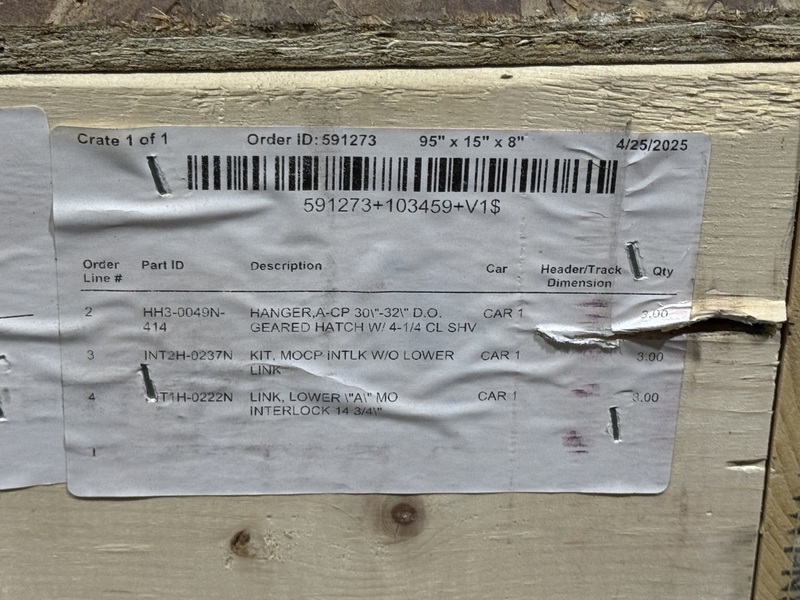 Crate 1 of 1 Order ID: 591273 95" x 15" x 8" 4/25/2025
591273+103459+V1$
Order Line # Part ID Description Car Header/Track Dimension Qty
2 HH3-0049N-414 HANGER,A-CP 30\"-32\" D.O. GEARED HATCH W/ 4-1/4 CL SHV CAR 1 3.00
3 INT2H-0237N KIT, MOCP INTLK W/O LOWER LINK CAR 1 3.00
4 LINK, LOWER \"A\" MO INTERLOCK 14 3/4\" CAR 1 3.00